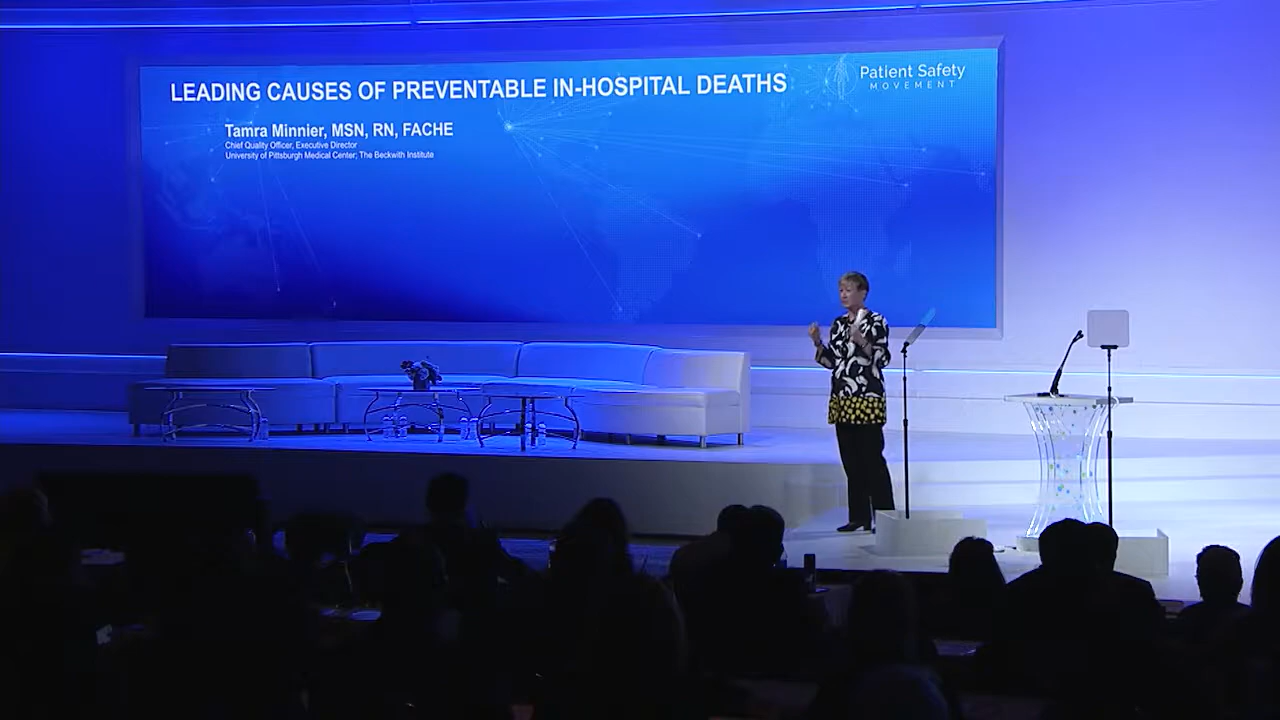 LEADING CAUSES OF PREVENTABLE IN-HOSPITAL DEATHS
Patient Safety
MOVEMENT
Tamra Minnier, MSN, RN, FACHE
Chief Quality Officer, Executive Director
University of Pittsburgh Medical Center; The Beckwith Institute